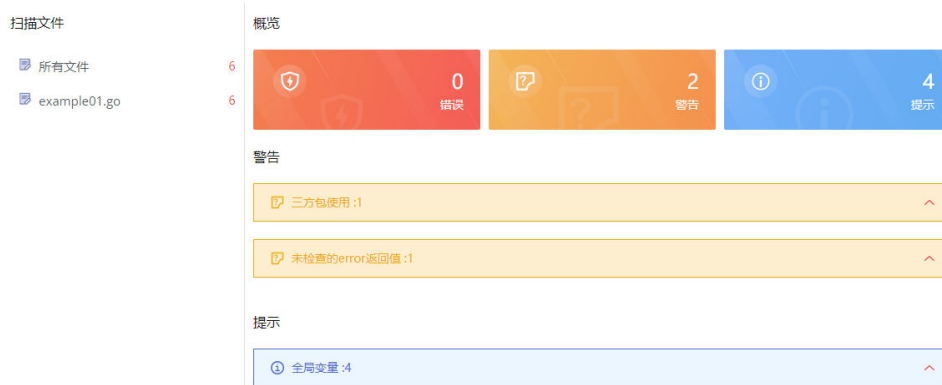 扫描文件
所有文件 6
example01.go 6
概览
0
错误
2
警告
4
提示
警告
三方包使用 :1
未检查的error返回值 :1
提示
全局变量 :4